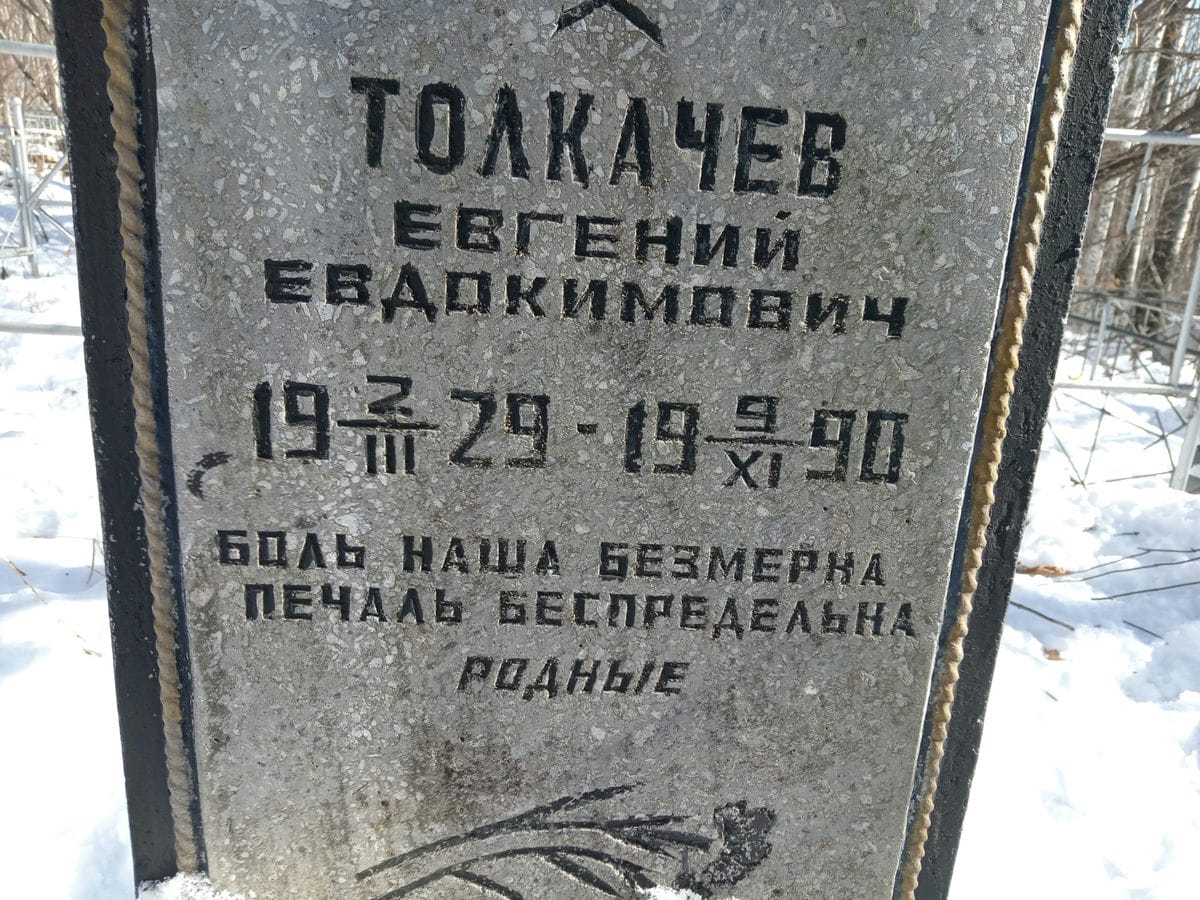 ТОЛКАЧЕВ
ЕВГЕНИЙ
ЕВДОКИМОВИЧ
19 2/III 29 - 19 9/XI 90
БОЛЬ НАША БЕЗМЕРНА
ПЕЧАЛЬ БЕСПРЕДЕЛЬНА
РОДНЫЕ